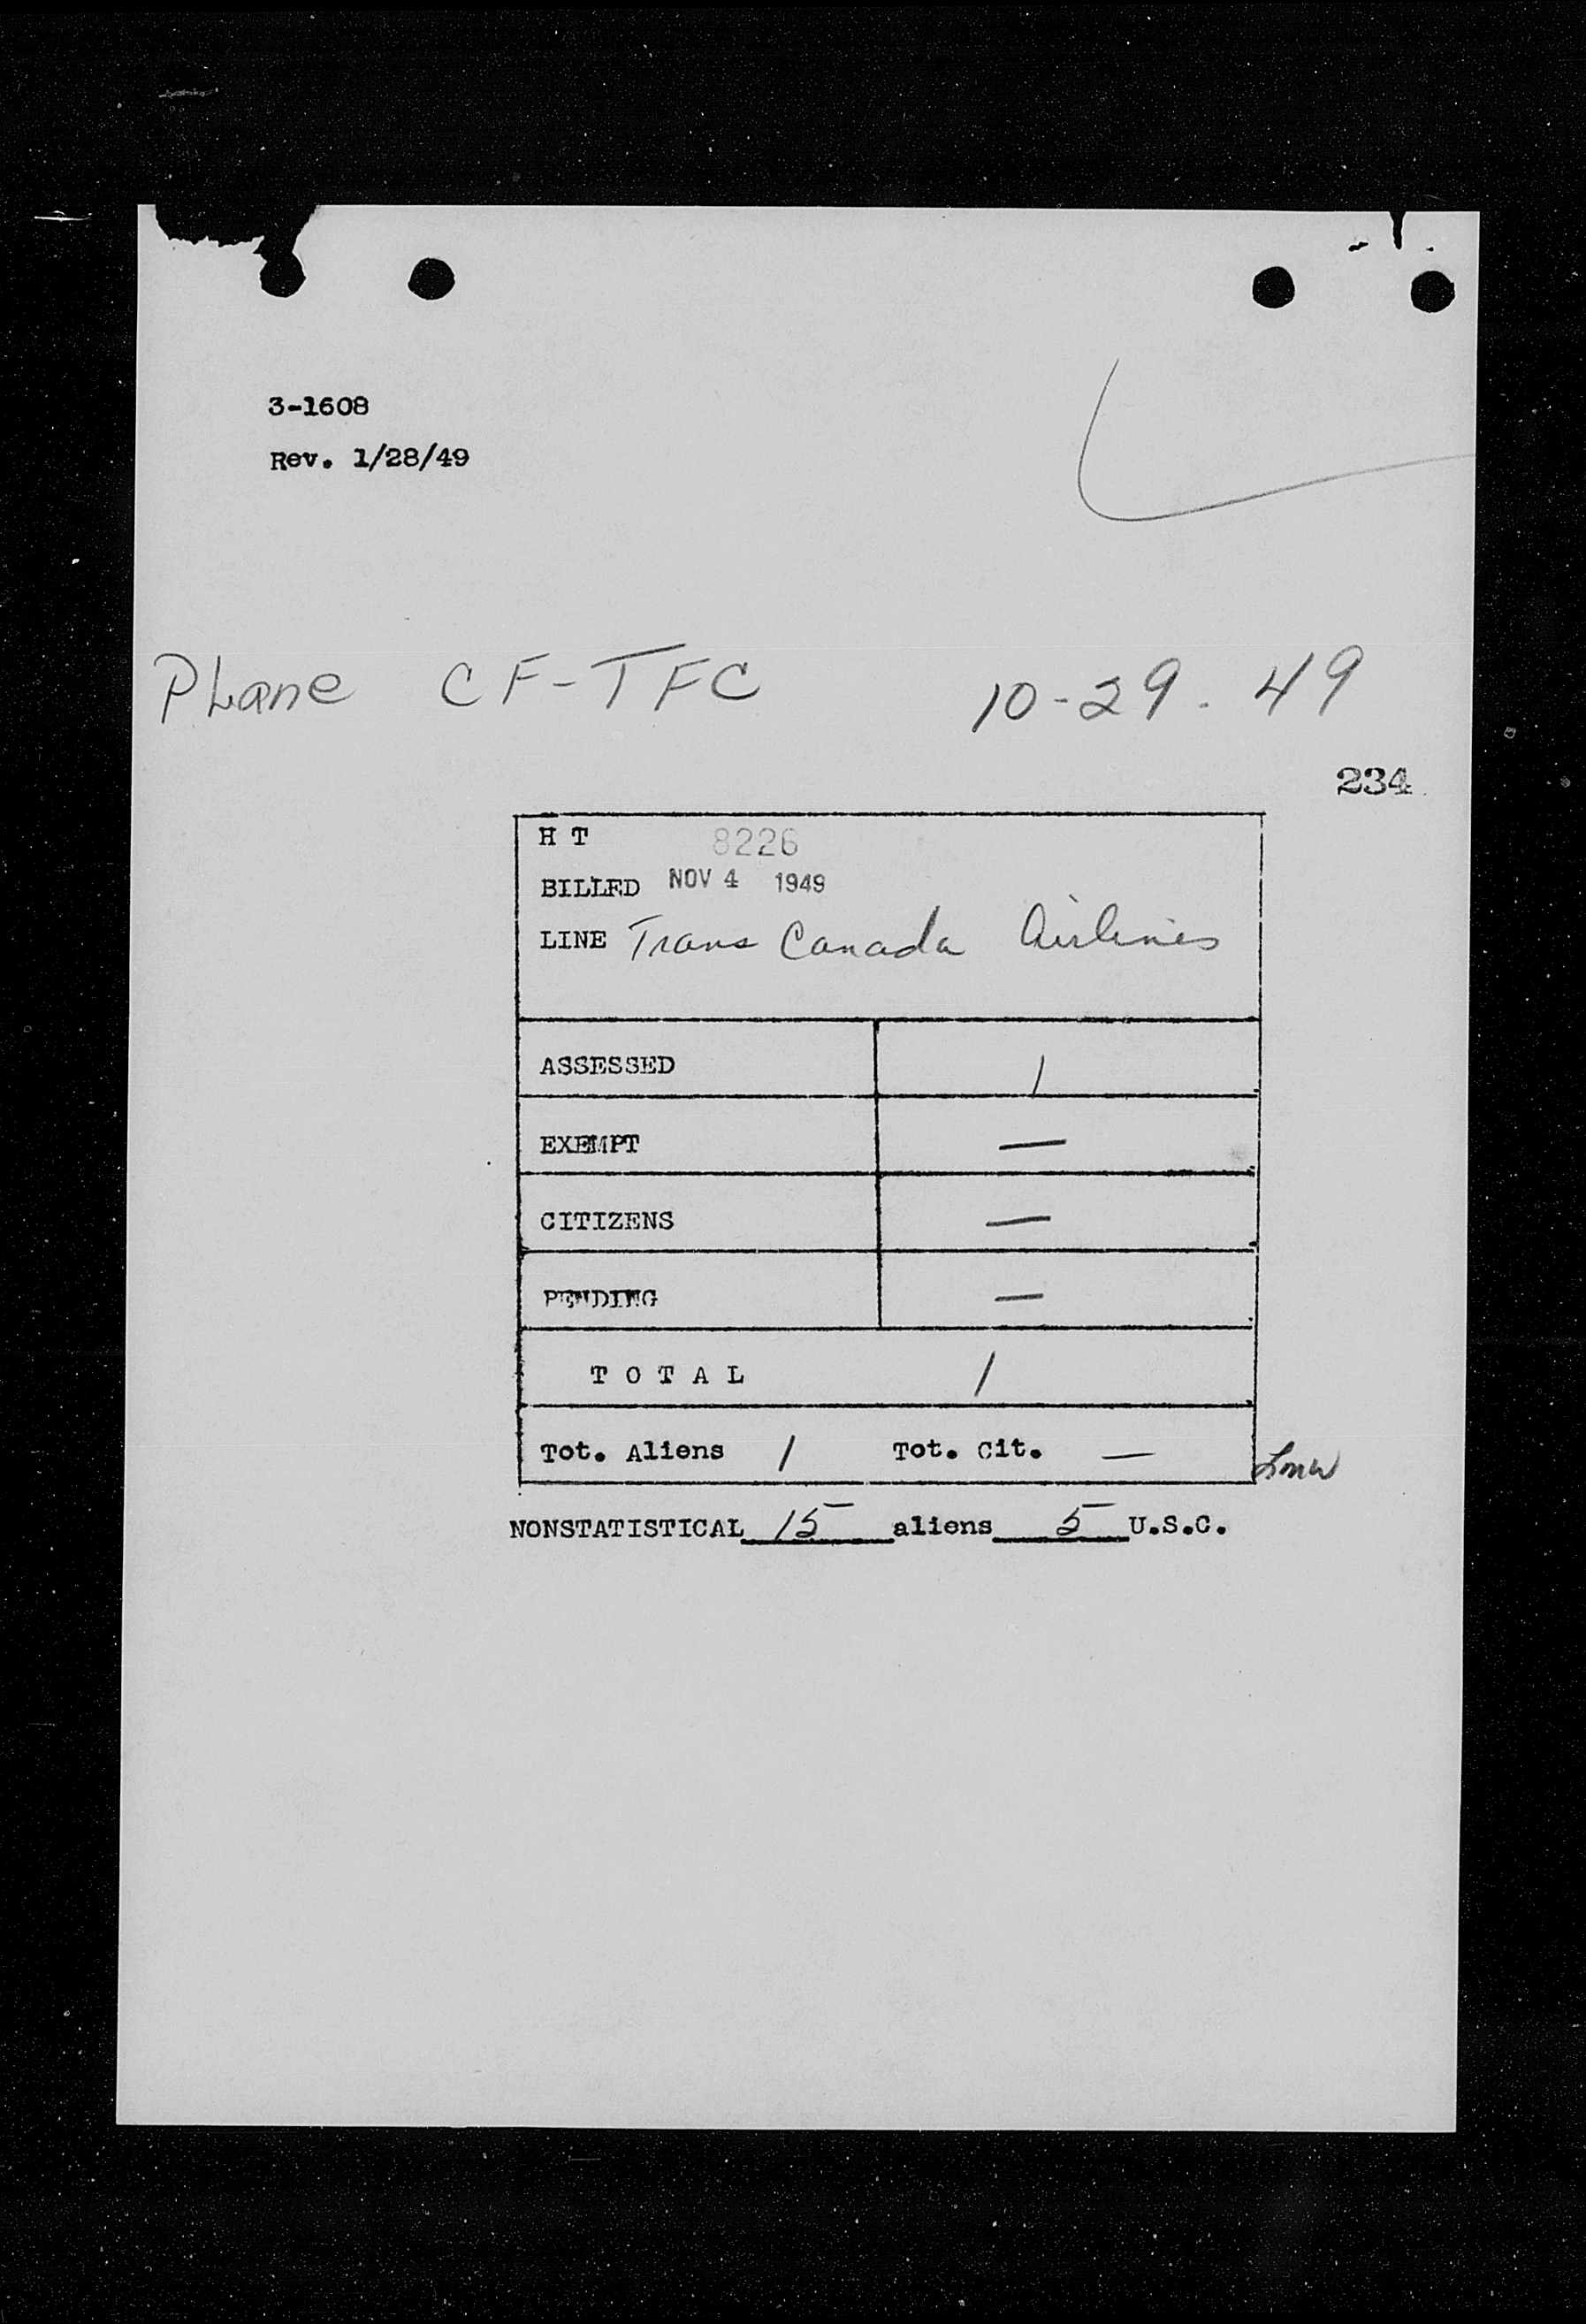 3-1608
Rev. 1/28/49
Plane CF-TFC 10-29-49
234
H T 8226
BILLED NOV 4 1949
LINE Trans Canada Airlines
ASSESSED 1
EXEMPT —
CITIZENS —
PENDING —
T O T A L 1
Tot. Aliens 1 Tot. Cit. —
NONSTATISTICAL 15 aliens 5 U.S.C.